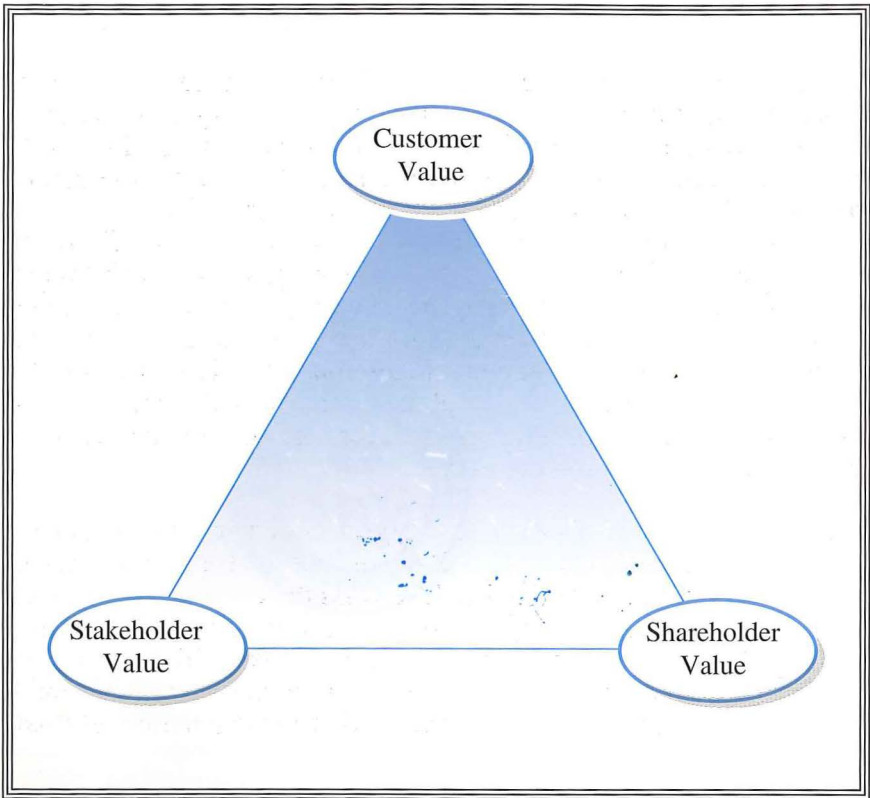 Customer
Value
Stakeholder
Value
Shareholder
Value